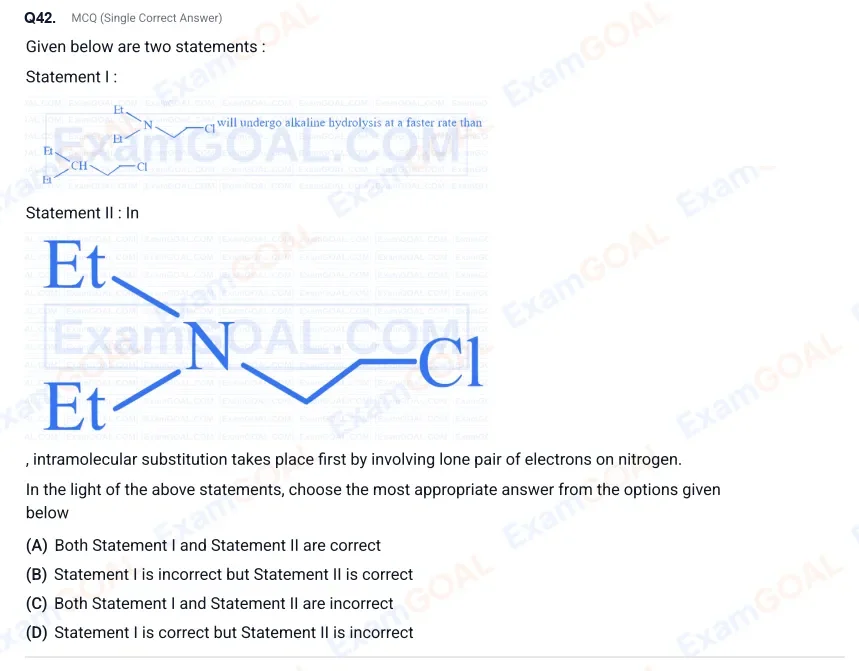 Q42. MCQ (Single Correct Answer)
Given below are two statements :
Statement I :
Et
N
Cl will undergo alkaline hydrolysis at a faster rate than
Et
Et
CH
Cl
Et
Statement II : In
Et
N
Cl
Et
, intramolecular substitution takes place first by involving lone pair of electrons on nitrogen.
In the light of the above statements, choose the most appropriate answer from the options given
below
(A) Both Statement I and Statement II are correct
(B) Statement I is incorrect but Statement II is correct
(C) Both Statement I and Statement II are incorrect
(D) Statement I is correct but Statement II is incorrect
ExamGOAL
ExamGOAL.COM